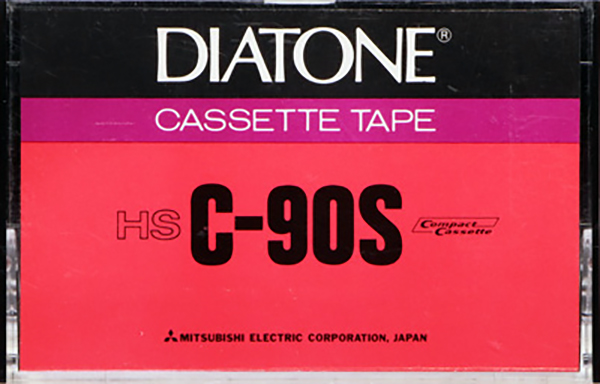 DIATONE®
CASSETTE TAPE
HS C-90S Compact Cassette
MITSUBISHI ELECTRIC CORPORATION, JAPAN